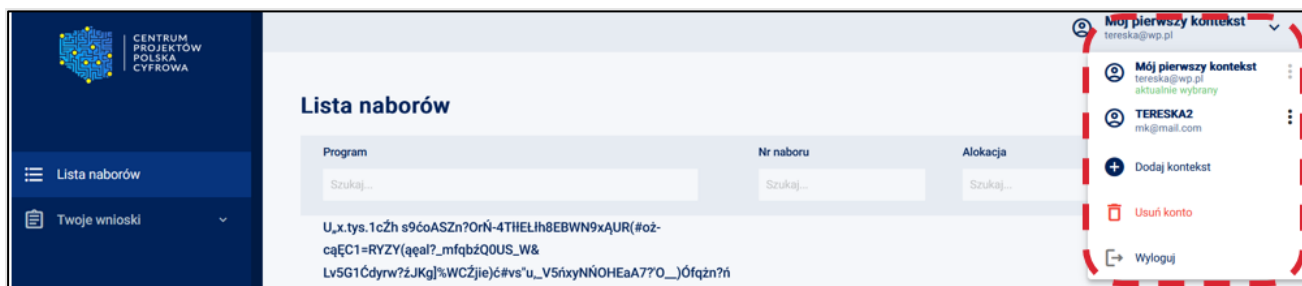 CENTRUM
PROJEKTÓW
POLSKA
CYFROWA
Mój pierwszy kontekst
tereska@wp.pl
Mój pierwszy kontekst
tereska@wp.pl
aktualnie wybrany
TERESKA2
mk@mail.com
Dodaj kontekst
Usuń konto
Wyloguj
Lista naborów
Twoje wnioski
Lista naborów
Program Nr naboru Alokacja
Szukaj... Szukaj... Szukaj...